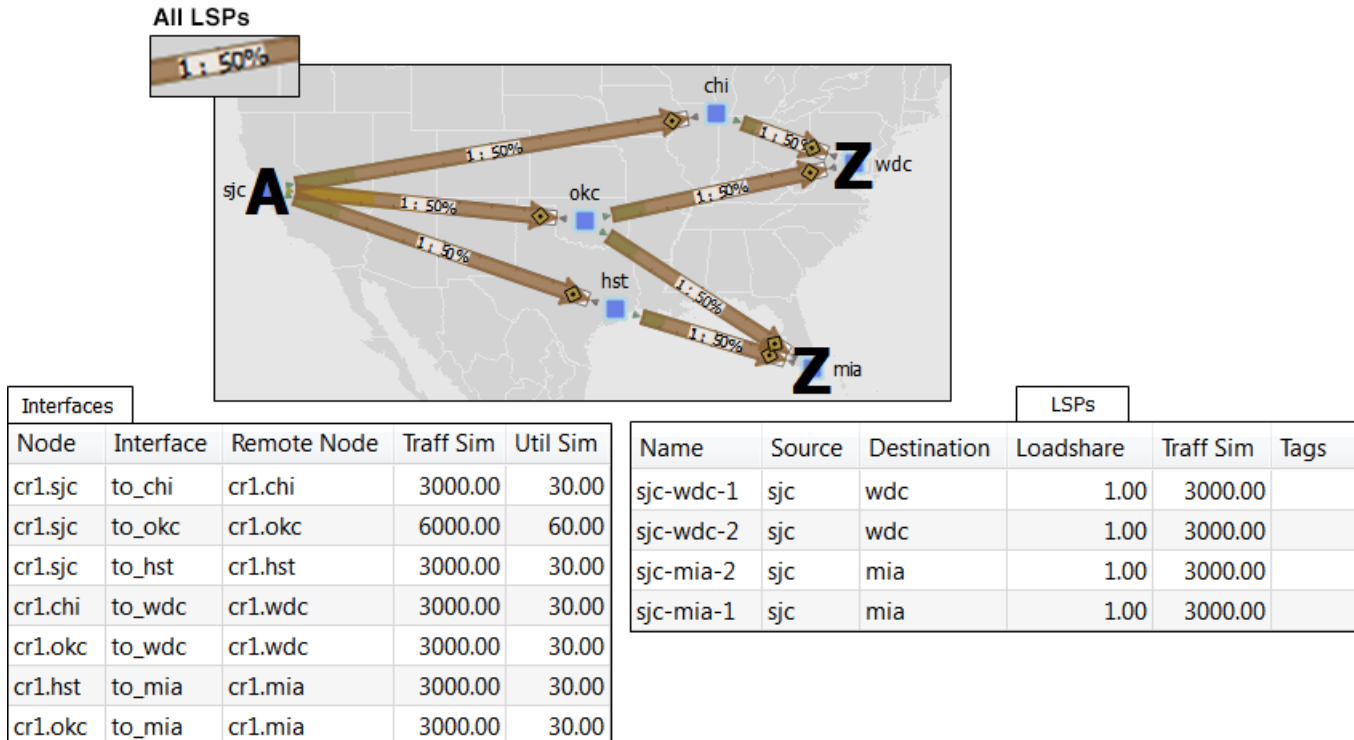 All LSPs
1 : 50%
chi
1 : 50%
1 : 50%
Z
wdc
sjc
A
okc
1 : 50%
1 : 50%
1 : 50%
hst
1 : 50%
1 : 50%
Z
mia
Interfaces
Node Interface Remote Node Traff Sim Util Sim
cr1.sjc to_chi cr1.chi 3000.00 30.00
cr1.sjc to_okc cr1.okc 6000.00 60.00
cr1.sjc to_hst cr1.hst 3000.00 30.00
cr1.chi to_wdc cr1.wdc 3000.00 30.00
cr1.okc to_wdc cr1.wdc 3000.00 30.00
cr1.hst to_mia cr1.mia 3000.00 30.00
cr1.okc to_mia cr1.mia 3000.00 30.00
LSPs
Name Source Destination Loadshare Traff Sim Tags
sjc-wdc-1 sjc wdc 1.00 3000.00
sjc-wdc-2 sjc wdc 1.00 3000.00
sjc-mia-2 sjc mia 1.00 3000.00
sjc-mia-1 sjc mia 1.00 3000.00